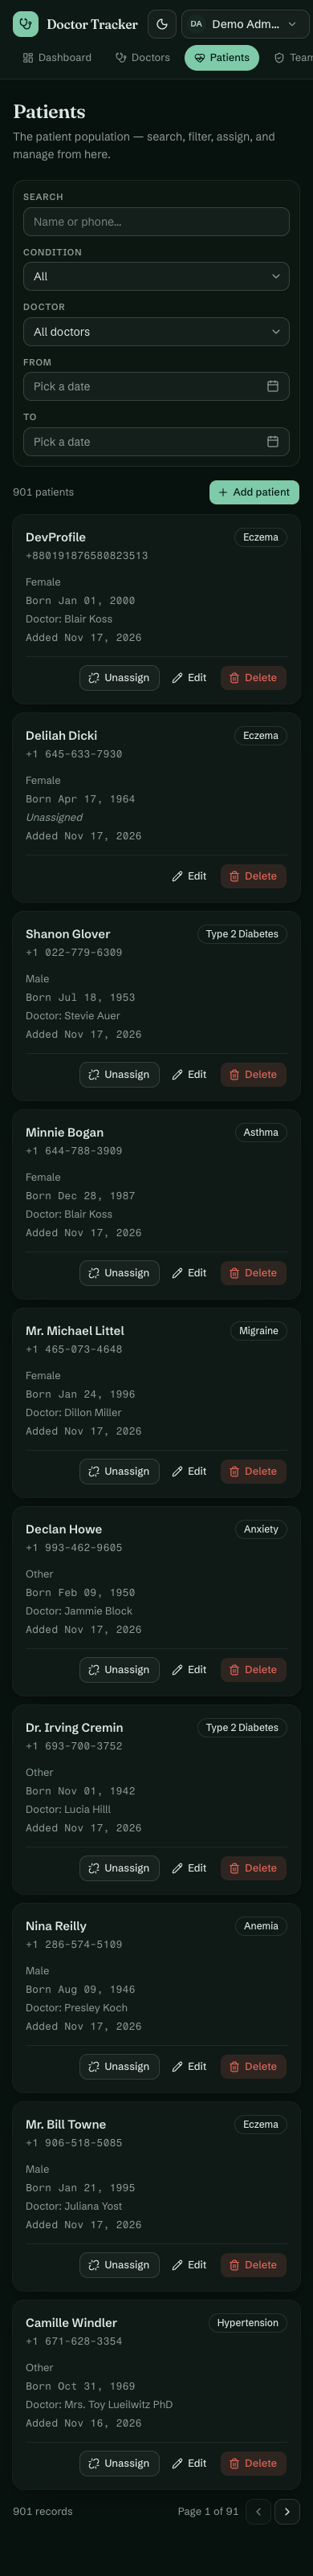 Doctor Tracker
DA Demo Adm...
Dashboard Doctors Patients Team
Patients
The patient population — search, filter, assign, and
manage from here.
SEARCH
Name or phone...
CONDITION
All
DOCTOR
All doctors
FROM
Pick a date
TO
Pick a date
901 patients + Add patient
DevProfile Eczema
+880191876580823513
Female
Born Jan 01, 2000
Doctor: Blair Koss
Added Nov 17, 2026
Unassign Edit Delete
Delilah Dicki Eczema
+1 645-633-7930
Female
Born Apr 17, 1964
Unassigned
Added Nov 17, 2026
Edit Delete
Shanon Glover Type 2 Diabetes
+1 022-779-6309
Male
Born Jul 18, 1953
Doctor: Stevie Auer
Added Nov 17, 2026
Unassign Edit Delete
Minnie Bogan Asthma
+1 644-788-3909
Female
Born Dec 28, 1987
Doctor: Blair Koss
Added Nov 17, 2026
Unassign Edit Delete
Mr. Michael Littel Migraine
+1 465-073-4648
Female
Born Jan 24, 1996
Doctor: Dillon Miller
Added Nov 17, 2026
Unassign Edit Delete
Declan Howe Anxiety
+1 993-462-9605
Other
Born Feb 09, 1950
Doctor: Jammie Block
Added Nov 17, 2026
Unassign Edit Delete
Dr. Irving Cremin Type 2 Diabetes
+1 693-700-3752
Other
Born Nov 01, 1942
Doctor: Lucia Hilll
Added Nov 17, 2026
Unassign Edit Delete
Nina Reilly Anemia
+1 286-574-5109
Male
Born Aug 09, 1946
Doctor: Presley Koch
Added Nov 17, 2026
Unassign Edit Delete
Mr. Bill Towne Eczema
+1 906-518-5085
Male
Born Jan 21, 1995
Doctor: Juliana Yost
Added Nov 17, 2026
Unassign Edit Delete
Camille Windler Hypertension
+1 671-628-3354
Other
Born Oct 31, 1969
Doctor: Mrs. Toy Lueilwitz PhD
Added Nov 16, 2026
Unassign Edit Delete
901 records Page 1 of 91